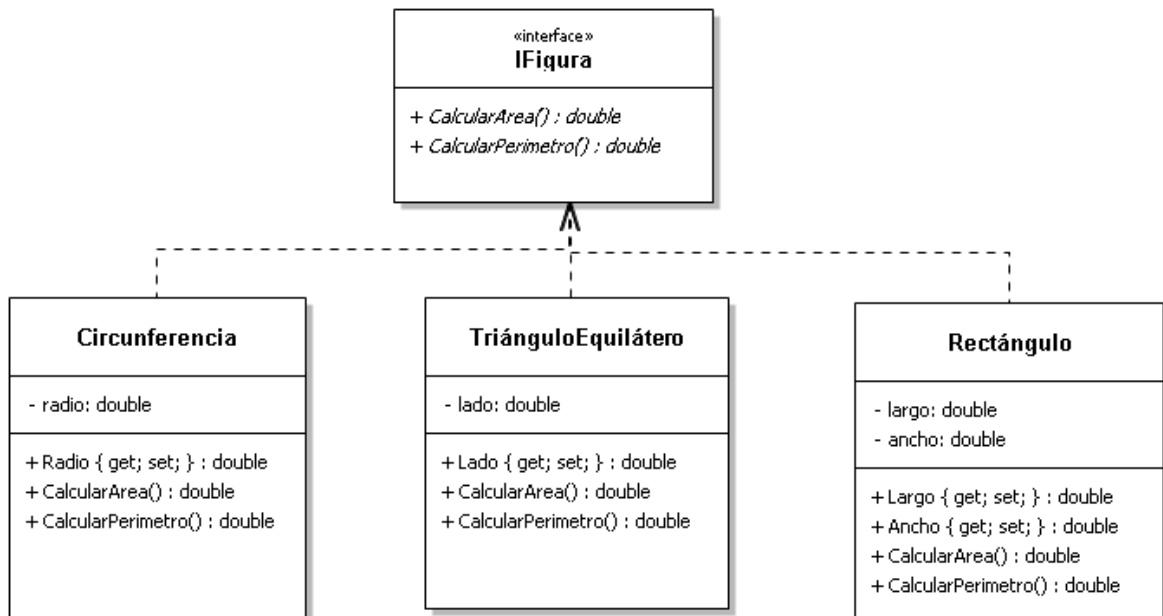 «interface»
IFigura
+ CalcularArea() : double
+ CalcularPerimetro() : double
Circunferencia
- radio: double
+ Radio { get; set; } : double
+ CalcularArea() : double
+ CalcularPerimetro() : double
TriánguloEquilátero
- lado: double
+ Lado { get; set; } : double
+ CalcularArea() : double
+ CalcularPerimetro() : double
Rectángulo
- largo: double
- ancho: double
+ Largo { get; set; } : double
+ Ancho { get; set; } : double
+ CalcularArea() : double
+ CalcularPerimetro() : double